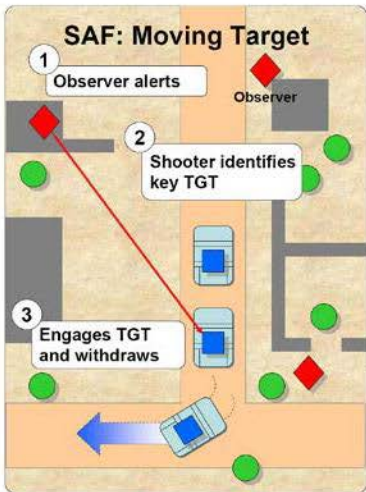 SAF: Moving Target
1
Observer alerts
Observer
2
Shooter identifies
key TGT
3
Engages TGT
and withdraws